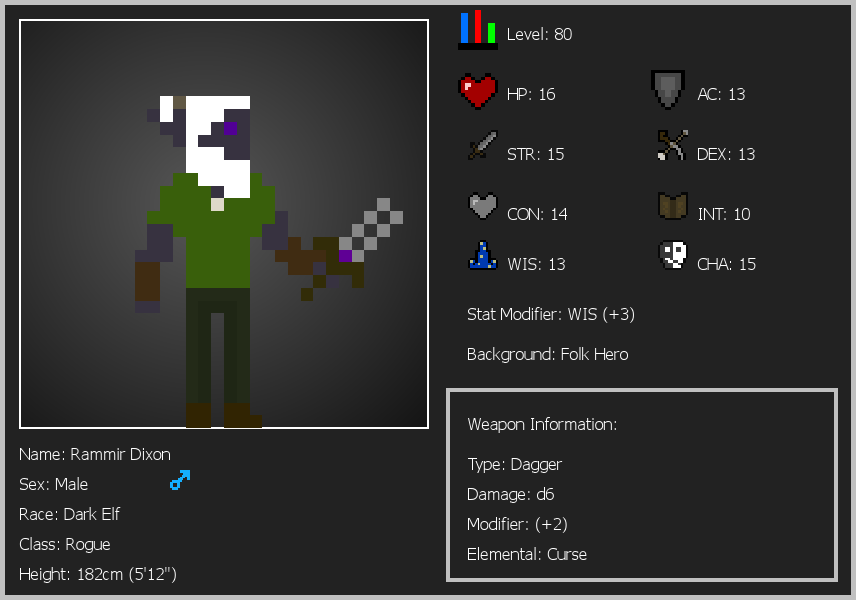 Level: 80
HP: 16
AC: 13
STR: 15
DEX: 13
CON: 14
INT: 10
WIS: 13
CHA: 15
Stat Modifier: WIS (+3)
Background: Folk Hero
Weapon Information:
Type: Dagger
Damage: d6
Modifier: (+2)
Elemental: Curse
Name: Rammir Dixon
Sex: Male
Race: Dark Elf
Class: Rogue
Height: 182cm (5'12")